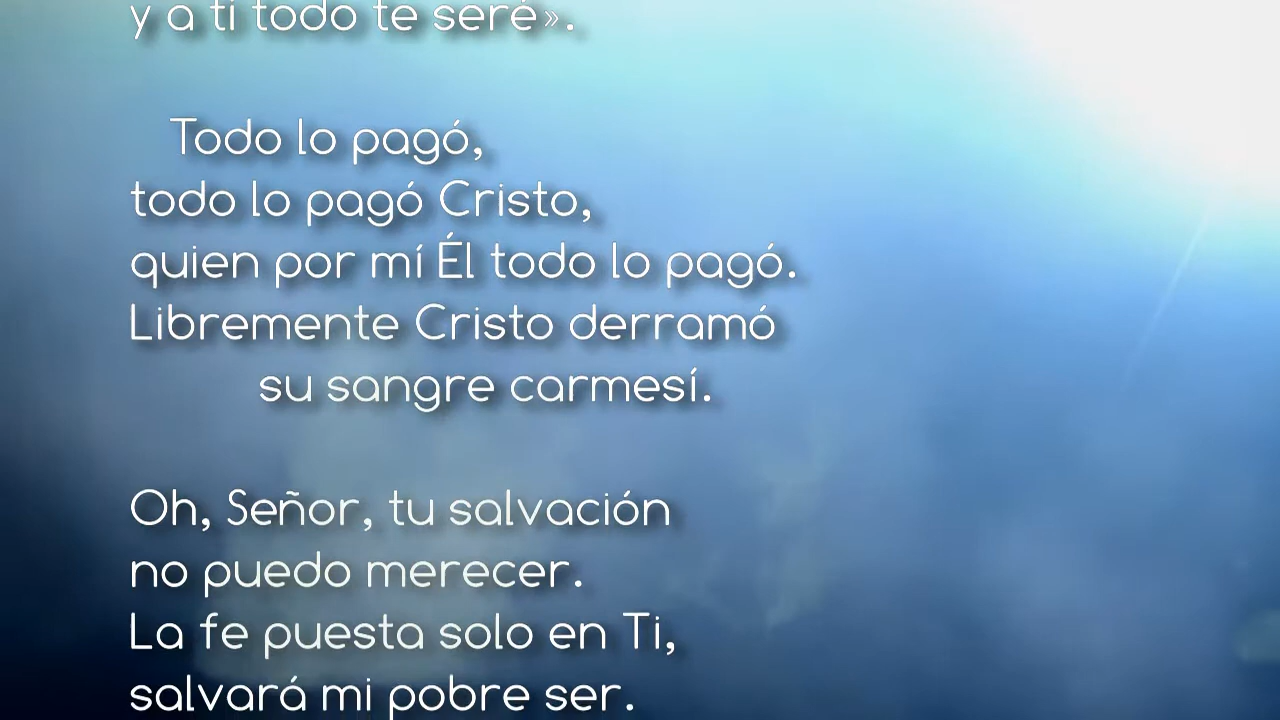 y a ti todo te seré».
Todo lo pagó,
todo lo pagó Cristo,
quien por mí Él todo lo pagó.
Libremente Cristo derramó
su sangre carmesí.
Oh, Señor, tu salvación
no puedo merecer.
La fe puesta solo en Ti,
salvará mi pobre ser.